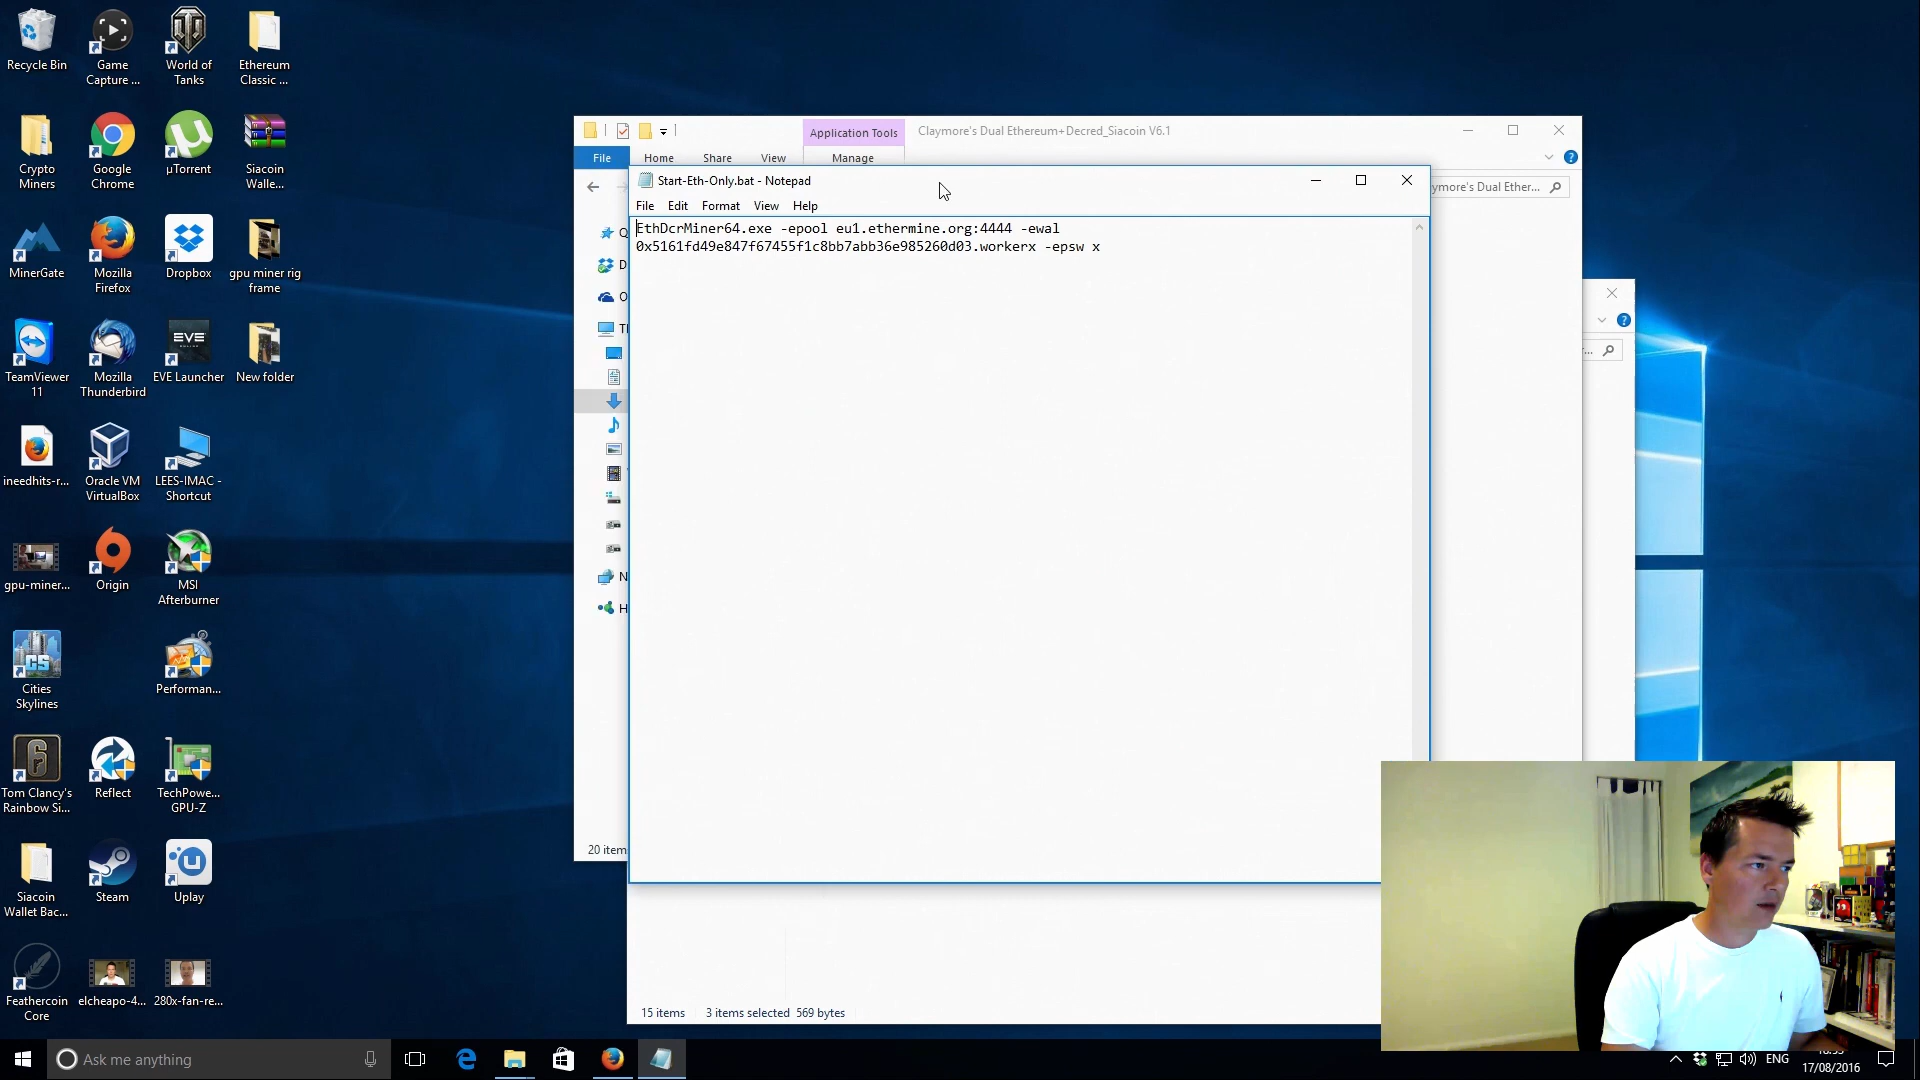 Recycle Bin
Game
Capture ...
World of
Tanks
Ethereum
Classic ...
Crypto
Miners
Google
Chrome
µTorrent
Siacoin
Walle...
MinerGate
Mozilla
Firefox
Dropbox
gpu miner rig
frame
TeamViewer
11
Mozilla
Thunderbird
EVE
EVE Launcher
New folder
ineedhits-r...
Oracle VM
VirtualBox
LEES-IMAC -
Shortcut
gpu-miner...
Origin
MSI
Afterburner
CS
Cities
Skylines
Performan...
6
Tom Clancy's
Rainbow Si...
Reflect
TechPowe...
GPU-Z
Siacoin
Wallet Bac...
Steam
Uplay
Feathercoin
Core
elcheapo-4...
280x-fan-re...
Application Tools
Claymore's Dual Ethereum+Decred_Siacoin V6.1
File
Home
Share
View
Manage
aymore's Dual Ether...
Start-Eth-Only.bat - Notepad
File Edit Format View Help
EthDcrMiner64.exe -epool eu1.ethermine.org:4444 -ewal
0x5161fd49e847f67455f1c8bb7abb36e985260d03.workerx -epsw x
20 item
15 items
3 items selected 569 bytes
Ask me anything
ENG
17/08/2016